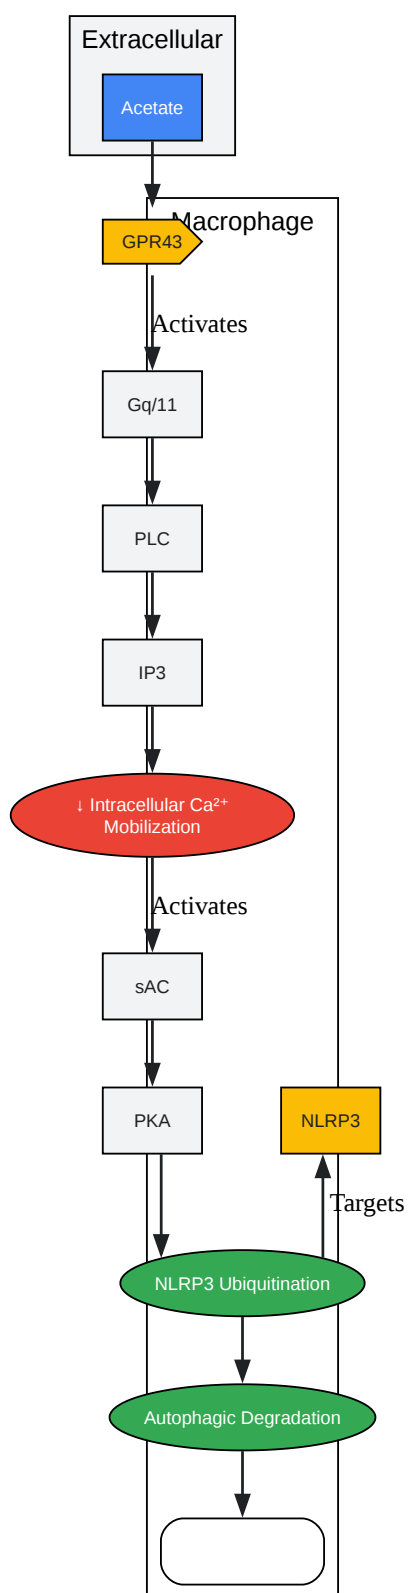 Extracellular
Acetate
Macrophage
GPR43
Activates
Gq/11
PLC
IP3
↓ Intracellular Ca²⁺
Mobilization
Activates
sAC
PKA
NLRP3
Targets
NLRP3 Ubiquitination
Autophagic Degradation